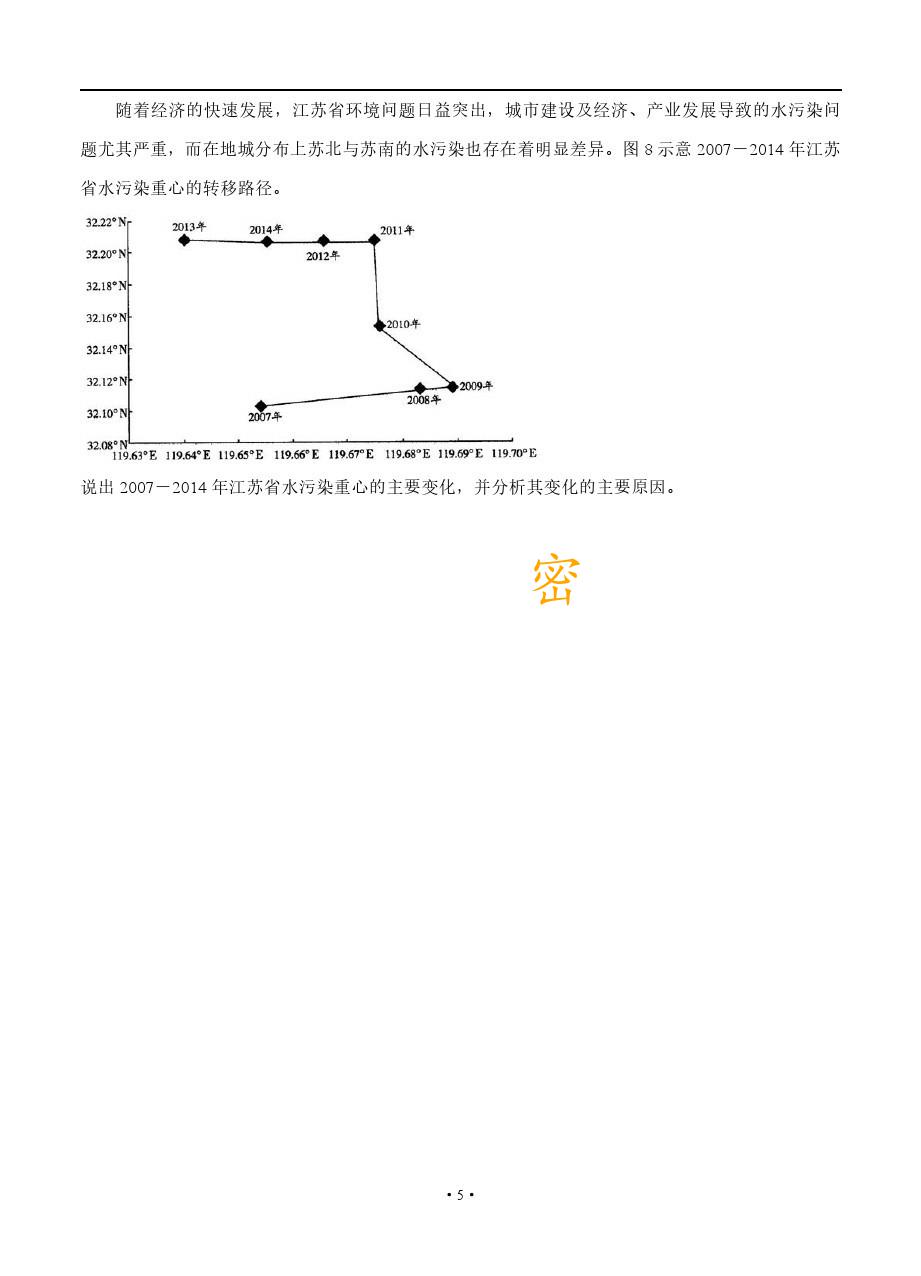 随着经济的快速发展，江苏省环境问题日益突出，城市建设及经济、产业发展导致的水污染问
题尤其严重，而在地城分布上苏北与苏南的水污染也存在着明显差异。图 8 示意 2007－2014 年江苏
省水污染重心的转移路径。
32.22°N
2013年
2014年
2011年
32.20°N
2012年
32.18°N
32.16°N
2010年
32.14°N
32.12°N
2009年
2008年
32.10°N
2007年
32.08°N
119.63°E 119.64°E 119.65°E 119.66°E 119.67°E 119.68°E 119.69°E 119.70°E
说出 2007－2014 年江苏省水污染重心的主要变化，并分析其变化的主要原因。
密
·5·